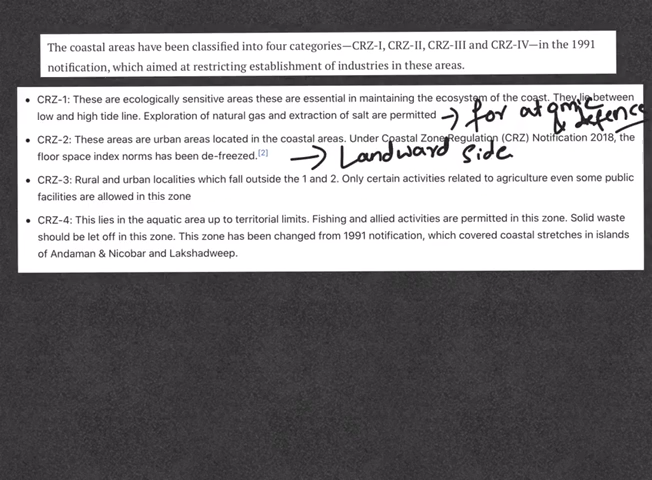 The coastal areas have been classified into four categories—CRZ-I, CRZ-II, CRZ-III and CRZ-IV—in the 1991
notification, which aimed at restricting establishment of industries in these areas.
• CRZ-1: These are ecologically sensitive areas these are essential in maintaining the ecosystem of the coast. They lie between
low and high tide line. Exploration of natural gas and extraction of salt are permitted → for atomic
& defence
• CRZ-2: These areas are urban areas located in the coastal areas. Under Coastal Zone Regulation (CRZ) Notification 2018, the
floor space index norms has been de-freezed.[2] → Landward side
• CRZ-3: Rural and urban localities which fall outside the 1 and 2. Only certain activities related to agriculture even some public
facilities are allowed in this zone
• CRZ-4: This lies in the aquatic area up to territorial limits. Fishing and allied activities are permitted in this zone. Solid waste
should be let off in this zone. This zone has been changed from 1991 notification, which covered coastal stretches in islands
of Andaman & Nicobar and Lakshadweep.